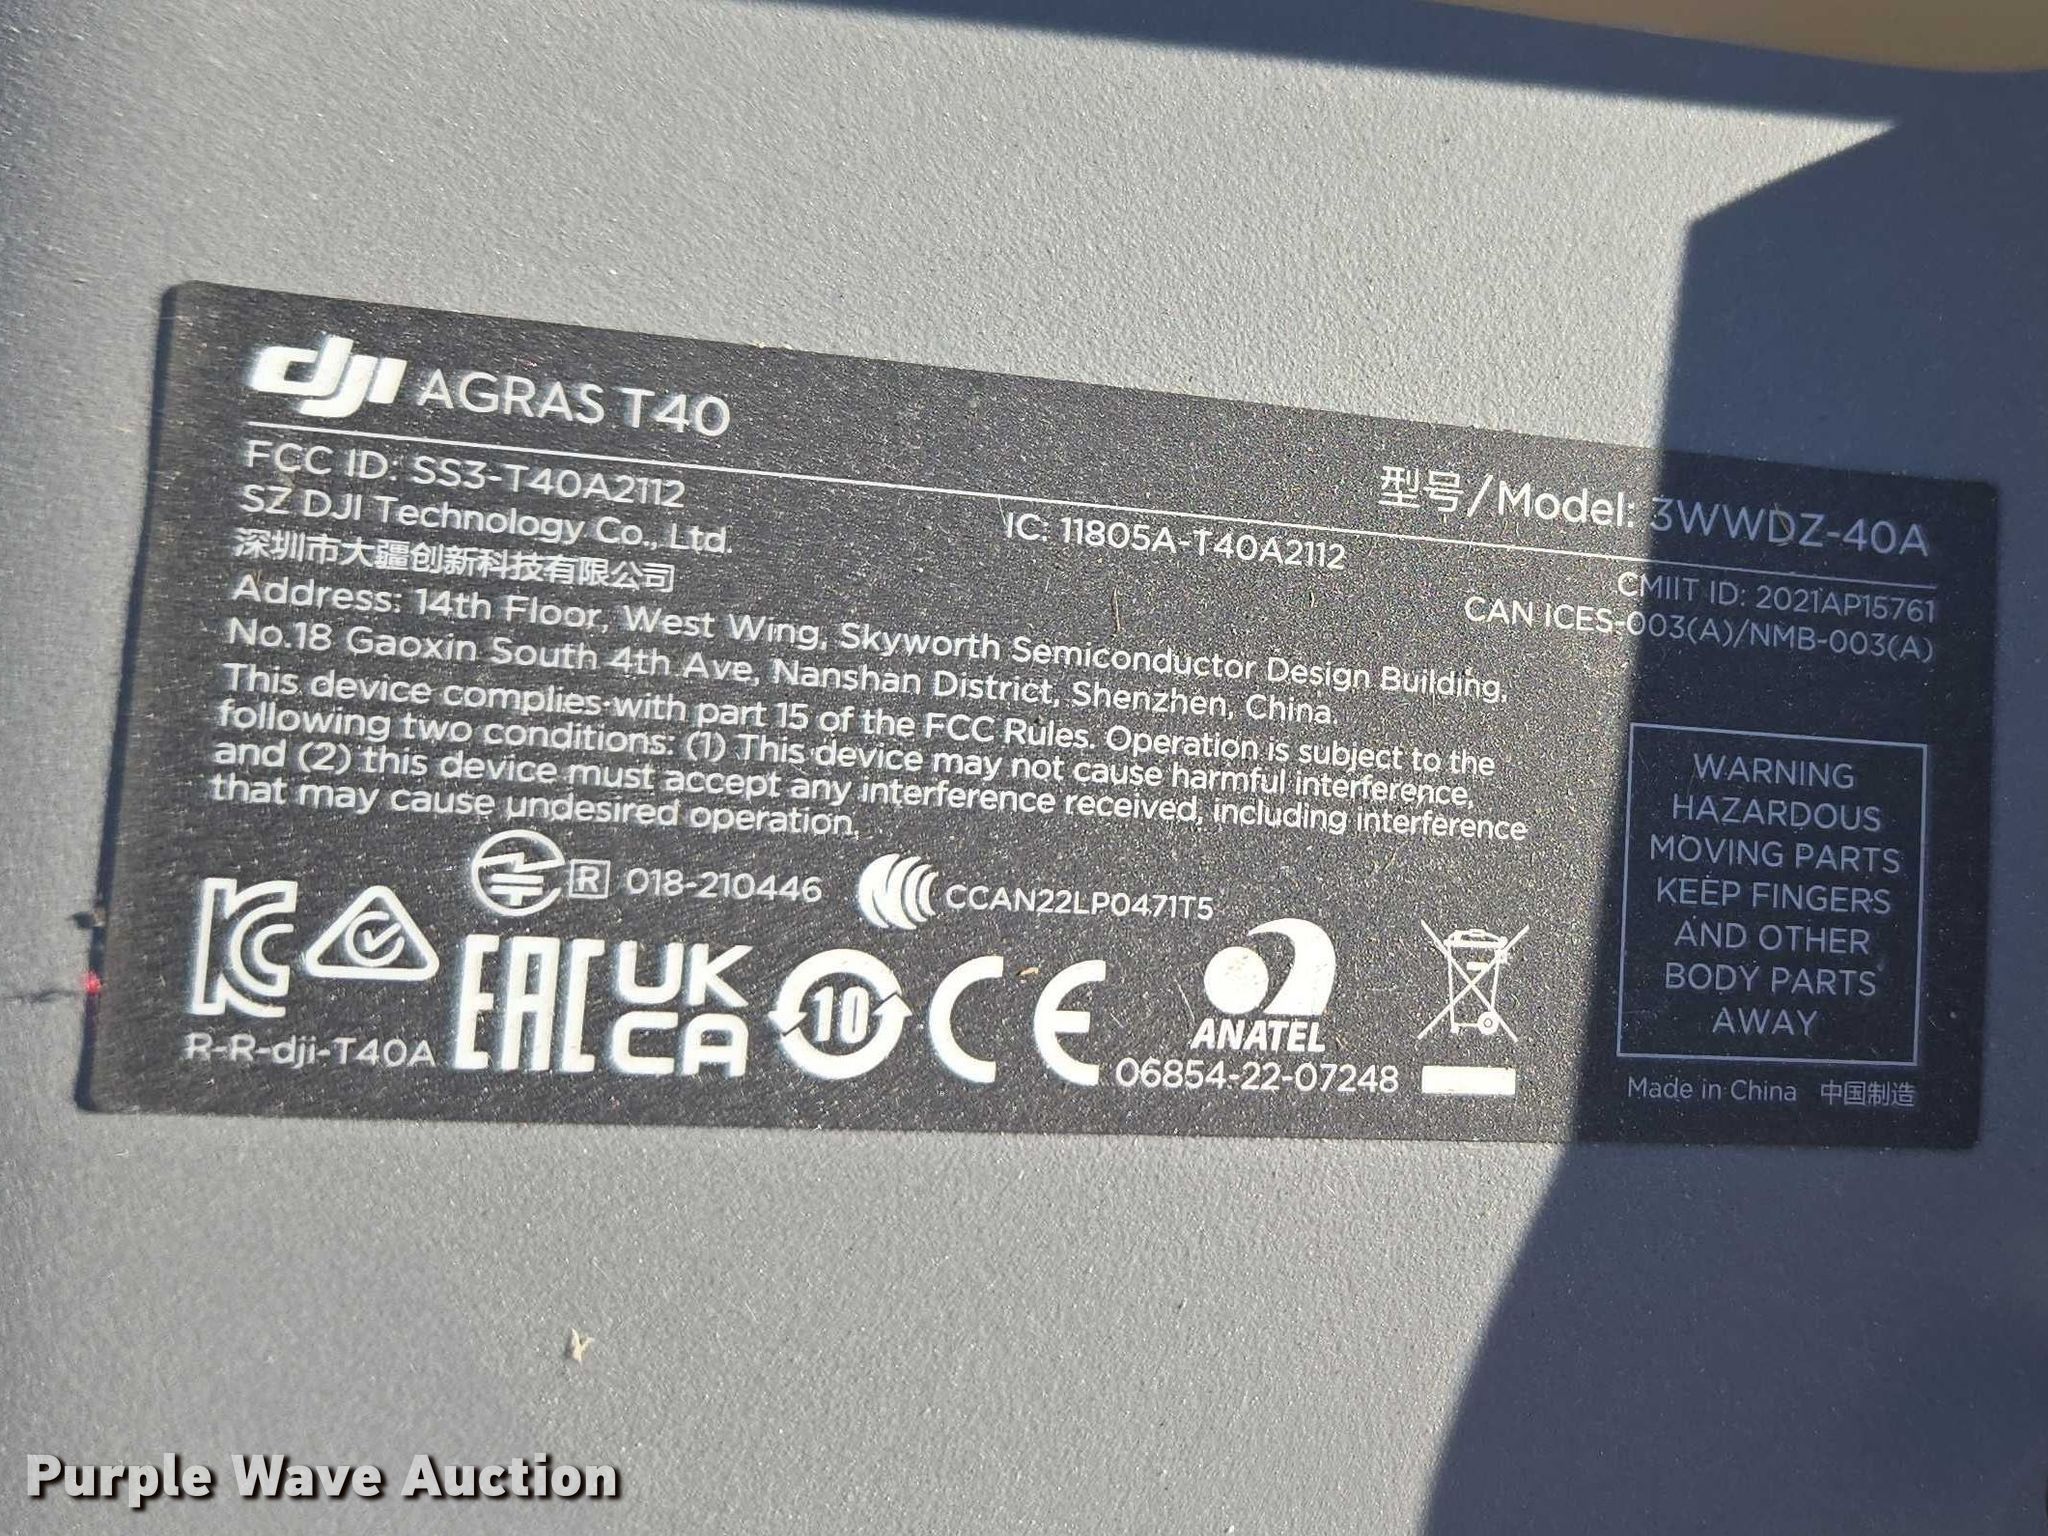 dji AGRAS T40
型号/Model: 3WWDZ-40A
FCC ID: SS3-T40A2112
IC: 11805A-T40A2112
CMIIT ID: 2021AP15761
SZ DJI Technology Co., Ltd.
CAN ICES-003(A)/NMB-003(A)
深圳市大疆创新科技有限公司
Address: 14th Floor, West Wing, Skyworth Semiconductor Design Building,
No.18 Gaoxin South 4th Ave, Nanshan District, Shenzhen, China.
This device complies with part 15 of the FCC Rules. Operation is subject to the
following two conditions: (1) This device may not cause harmful interference,
and (2) this device must accept any interference received, including interference
that may cause undesired operation.
WARNING
HAZARDOUS
MOVING PARTS
KEEP FINGERS
AND OTHER
BODY PARTS
AWAY
R 018-210446
CCAN22LP0471T5
KC
EAC
UK
CA
10
CE
ANATEL
R-R-dji-T40A
06854-22-07248
Made in China 中国制造
Purple Wave Auction